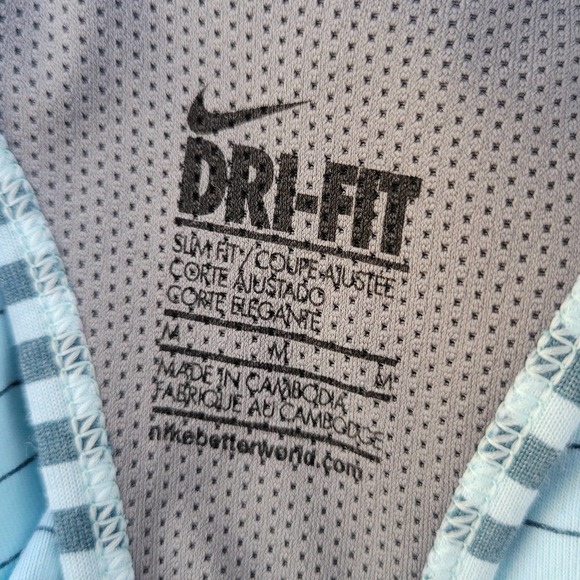 DRI-FIT
SLIM FIT / COUPE AJUSTÉE
CORTE AJUSTADO
CORTE ELEGANTE
M M M
MADE IN CAMBODIA
FABRIQUÉ AU CAMBODGE
nikebetterworld.com